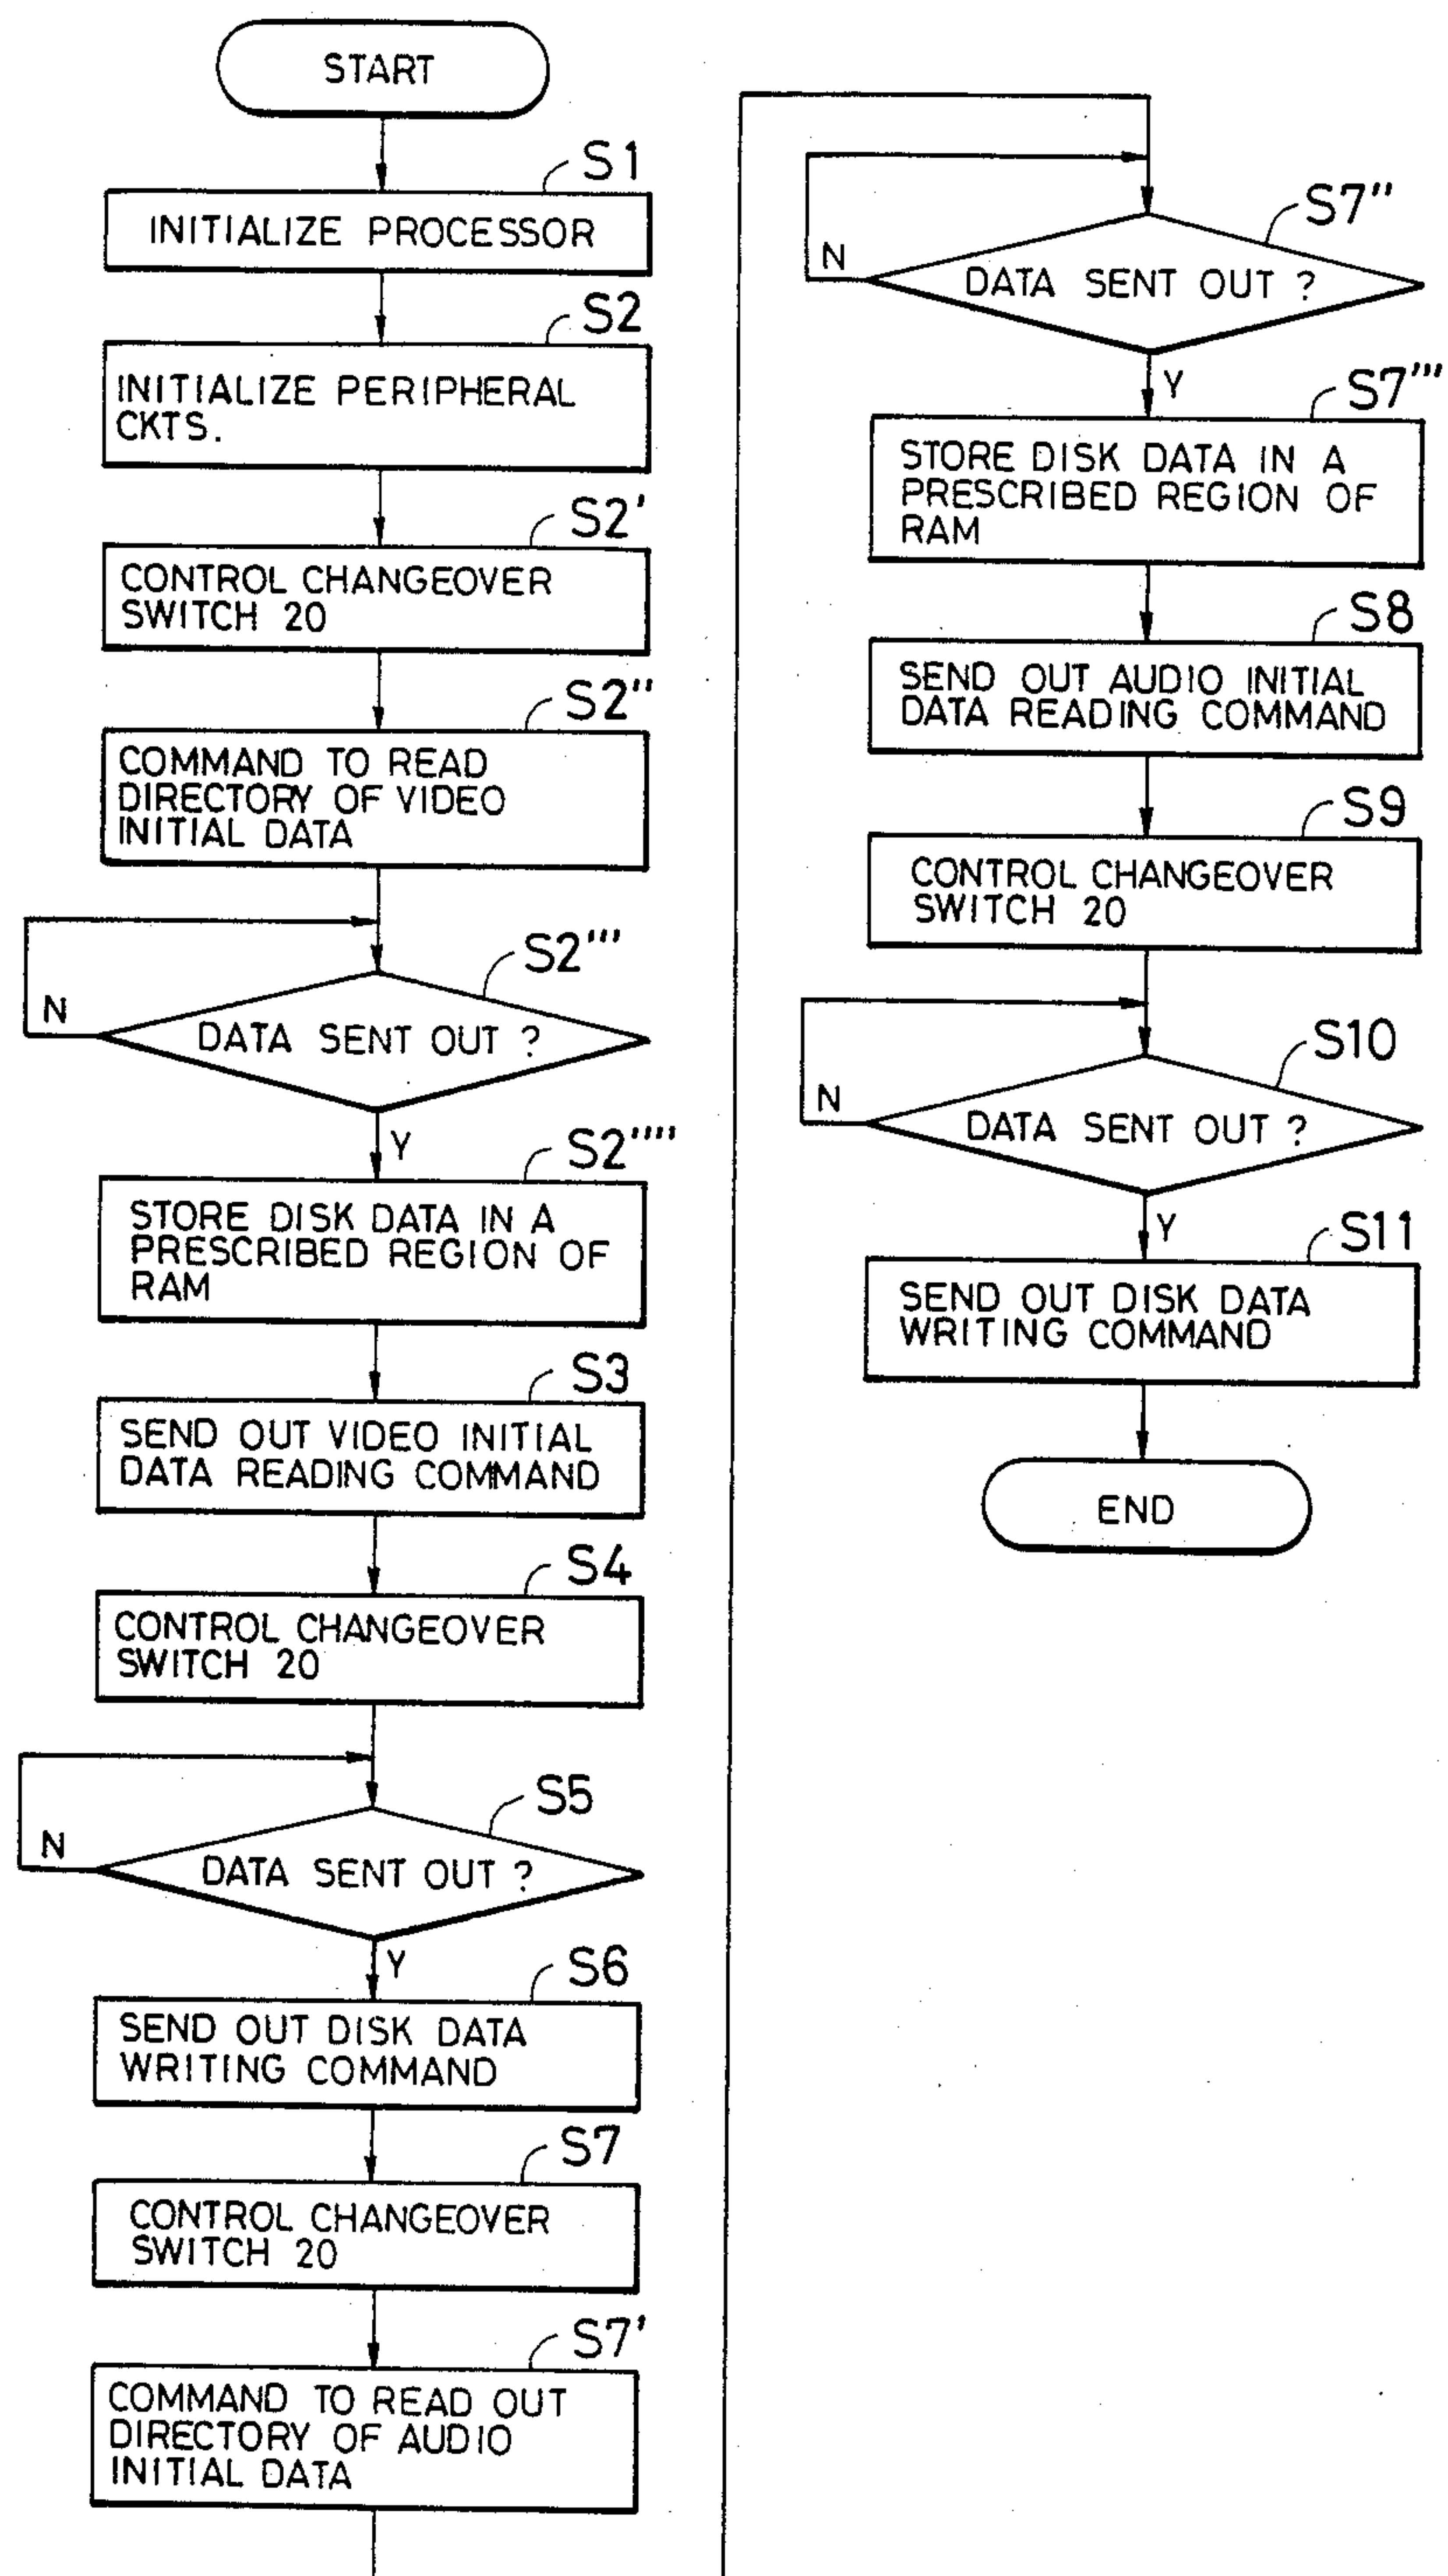 START
S1
INITIALIZE PROCESSOR
S2
INITIALIZE PERIPHERAL
CKTS.
S2'
CONTROL CHANGEOVER
SWITCH 20
S2''
COMMAND TO READ
DIRECTORY OF VIDEO
INITIAL DATA
S2'''
N
DATA SENT OUT ?
Y
S2''''
STORE DISK DATA IN A
PRESCRIBED REGION OF
RAM
S3
SEND OUT VIDEO INITIAL
DATA READING COMMAND
S4
CONTROL CHANGEOVER
SWITCH 20
S5
N
DATA SENT OUT ?
Y
S6
SEND OUT DISK DATA
WRITING COMMAND
S7
CONTROL CHANGEOVER
SWITCH 20
S7'
COMMAND TO READ OUT
DIRECTORY OF AUDIO
INITIAL DATA
S7''
N
DATA SENT OUT ?
Y
S7'''
STORE DISK DATA IN A
PRESCRIBED REGION OF
RAM
S8
SEND OUT AUDIO INITIAL
DATA READING COMMAND
S9
CONTROL CHANGEOVER
SWITCH 20
S10
N
DATA SENT OUT ?
Y
S11
SEND OUT DISK DATA
WRITING COMMAND
END